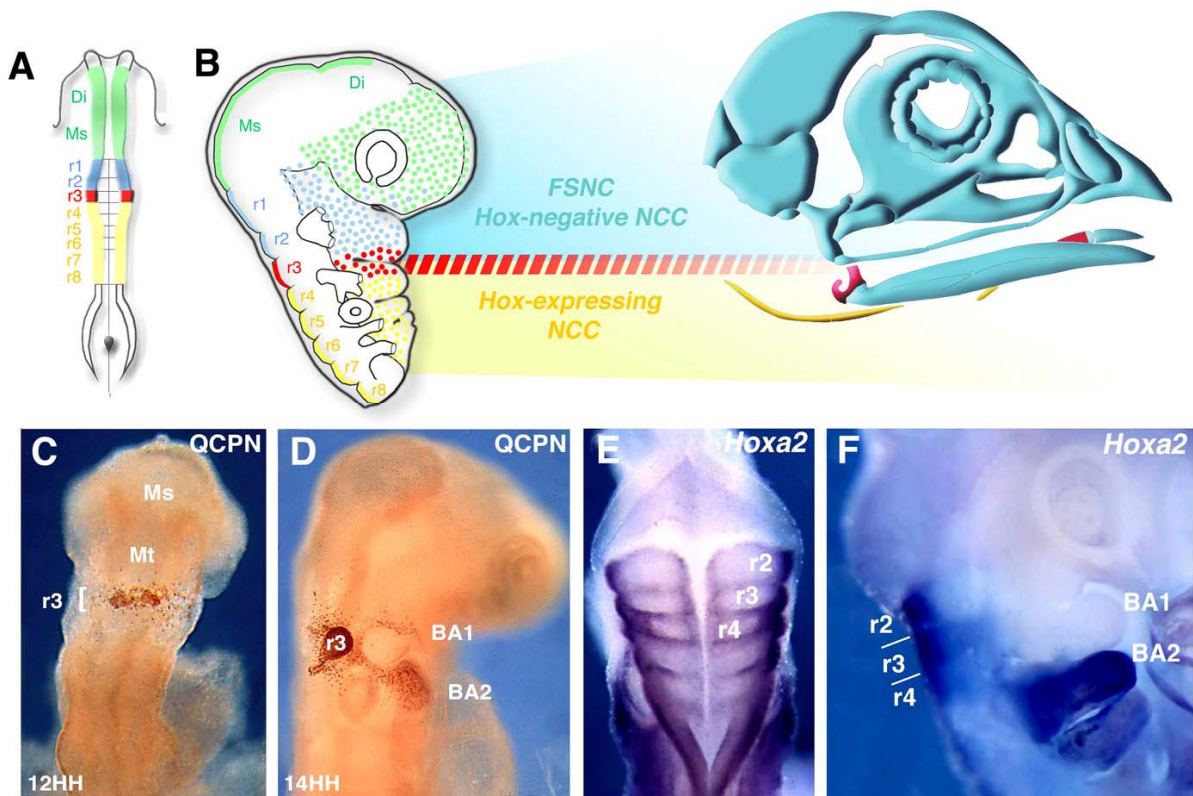 A
Di
Ms
r1
r2
r3
r4
r5
r6
r7
r8
B
Di
Ms
r1
r2
r3
r4
r5
r6
r7
r8
FSNC
Hox-negative NCC
Hox-expressing
NCC
C
QCPN
Ms
Mt
r3 [
12HH
D
QCPN
r3
BA1
BA2
14HH
E
Hoxa2
r2
r3
r4
F
Hoxa2
BA1
BA2
r2
r3
r4